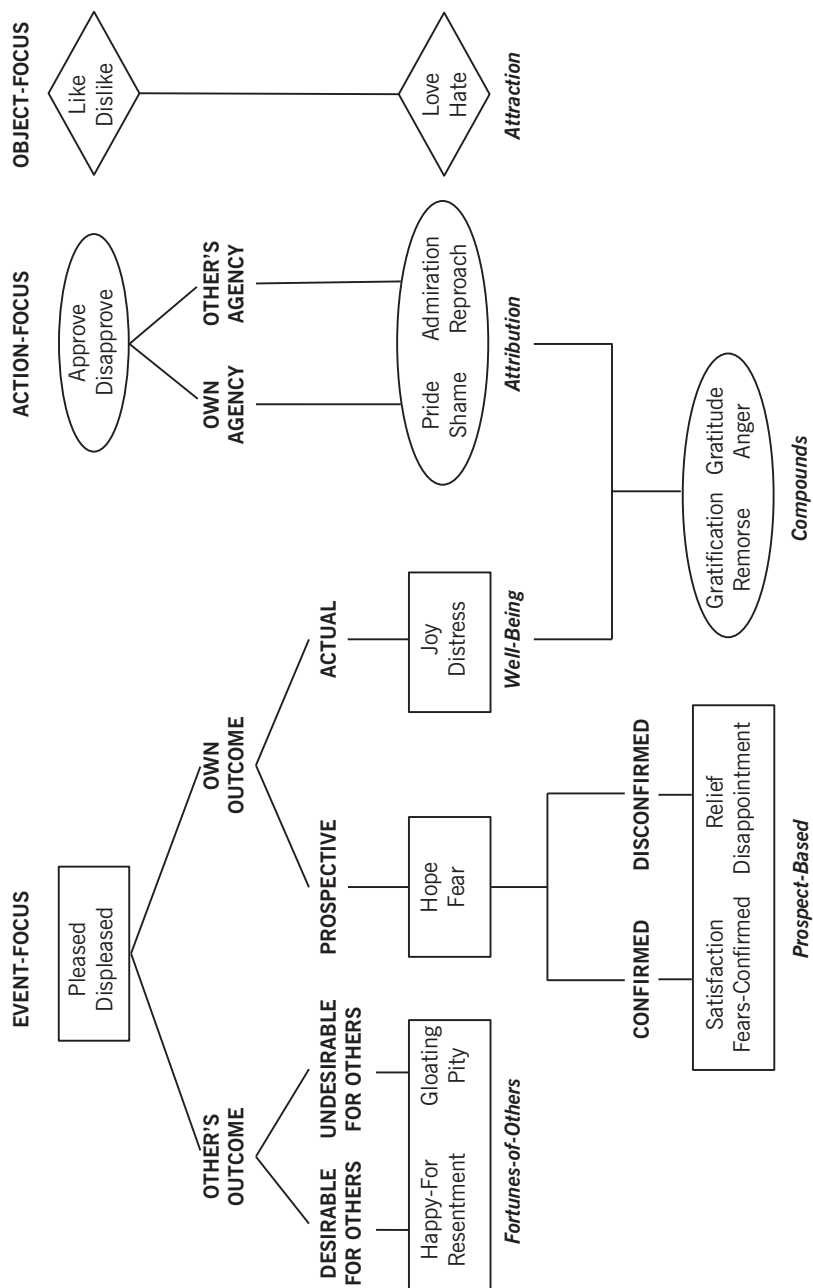 EVENT-FOCUS
Pleased
Displeased
OTHER'S
OUTCOME
OWN
OUTCOME
DESIRABLE
FOR OTHERS
UNDESIRABLE
FOR OTHERS
PROSPECTIVE
ACTUAL
Happy-For
Resentment
Gloating
Pity
Fortunes-of-Others
Hope
Fear
Joy
Distress
Well-Being
CONFIRMED
DISCONFIRMED
Satisfaction
Fears-Confirmed
Relief
Disappointment
Prospect-Based
ACTION-FOCUS
Approve
Disapprove
OWN
AGENCY
OTHER'S
AGENCY
Pride
Shame
Admiration
Reproach
Attribution
Gratification
Remorse
Gratitude
Anger
Compounds
OBJECT-FOCUS
Like
Dislike
Love
Hate
Attraction